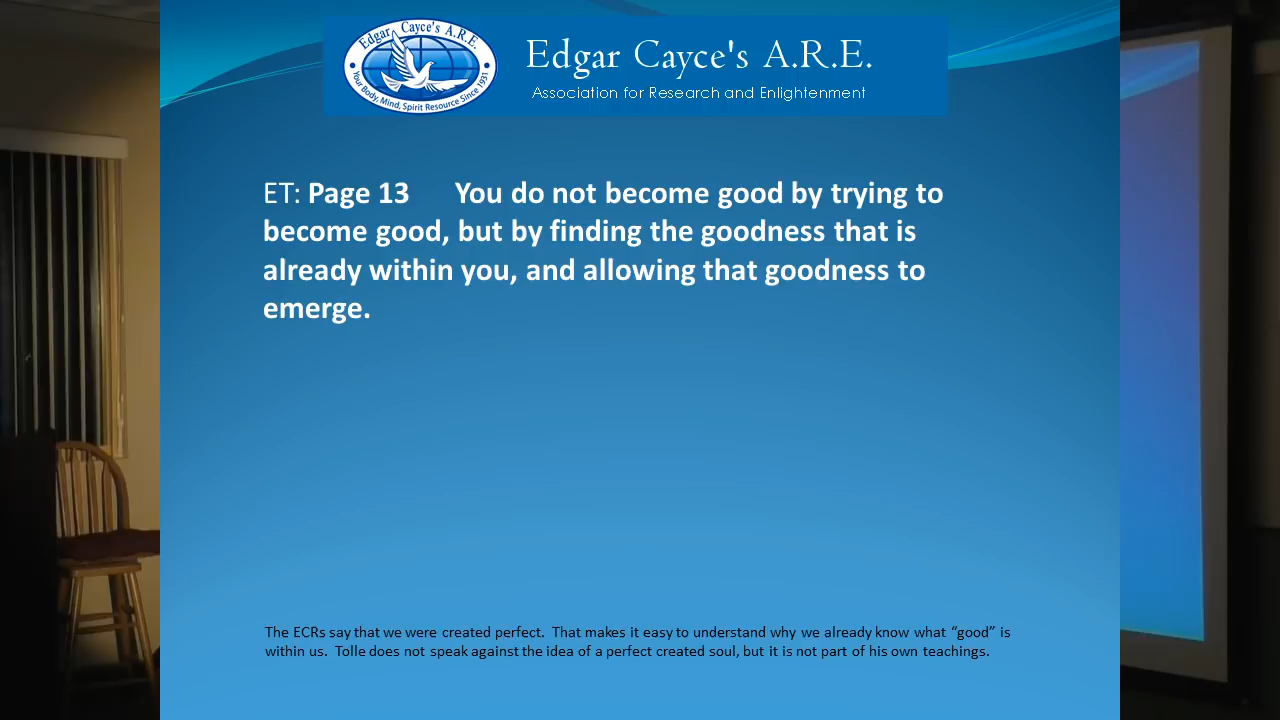 Edgar Cayce's A.R.E.
Your Body, Mind, Spirit Resource Since 1931
Edgar Cayce's A.R.E.
Association for Research and Enlightenment
ET: Page 13 You do not become good by trying to
become good, but by finding the goodness that is
already within you, and allowing that goodness to
emerge.
The ECRs say that we were created perfect. That makes it easy to understand why we already know what “good” is
within us. Tolle does not speak against the idea of a perfect created soul, but it is not part of his own teachings.